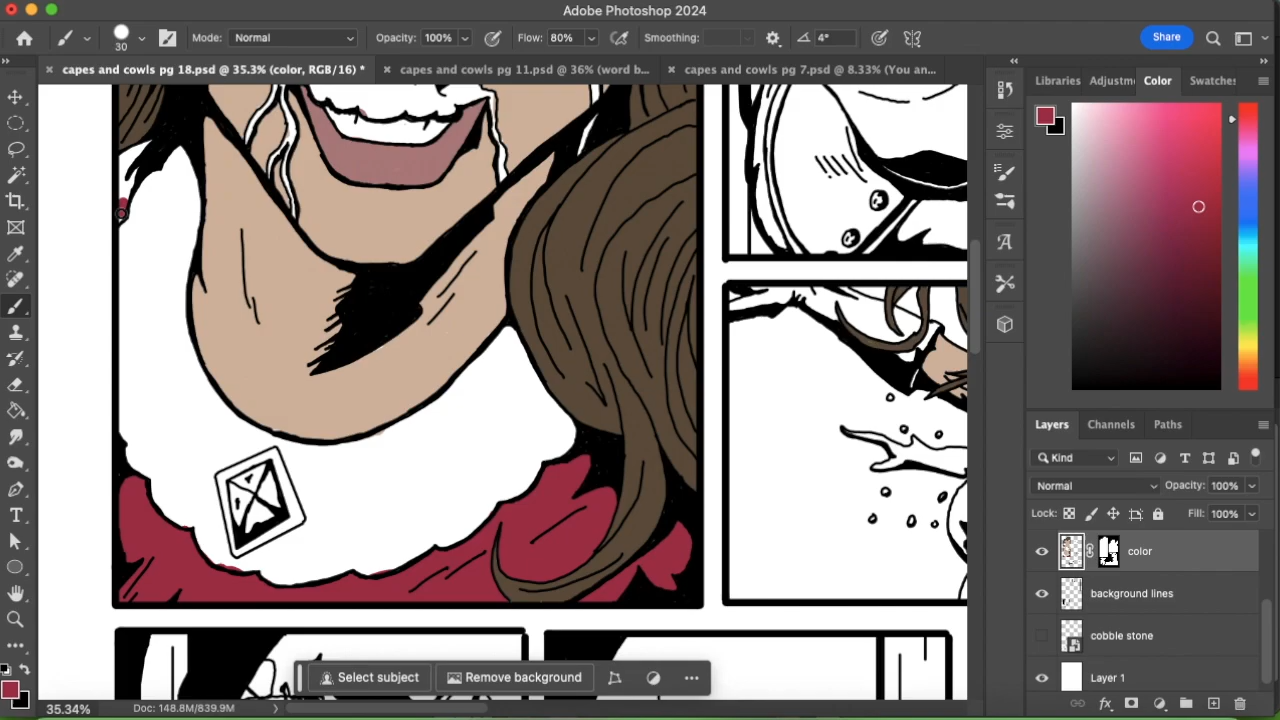 Adobe Photoshop 2024
30
Mode: Normal
Opacity: 100%
Flow: 80%
Smoothing:
4°
Share
capes and cowls pg 18.psd @ 35.3% (color, RGB/16) *
capes and cowls pg 11.psd @ 36% (word b...
capes and cowls pg 7.psd @ 8.33% (You an...
Libraries
Adjustm
Color
Swatches
Layers
Channels
Paths
Kind
Normal
Opacity: 100%
Lock:
Fill: 100%
color
background lines
cobble stone
Layer 1
Select subject
Remove background
35.34%
Doc: 148.8M/839.9M